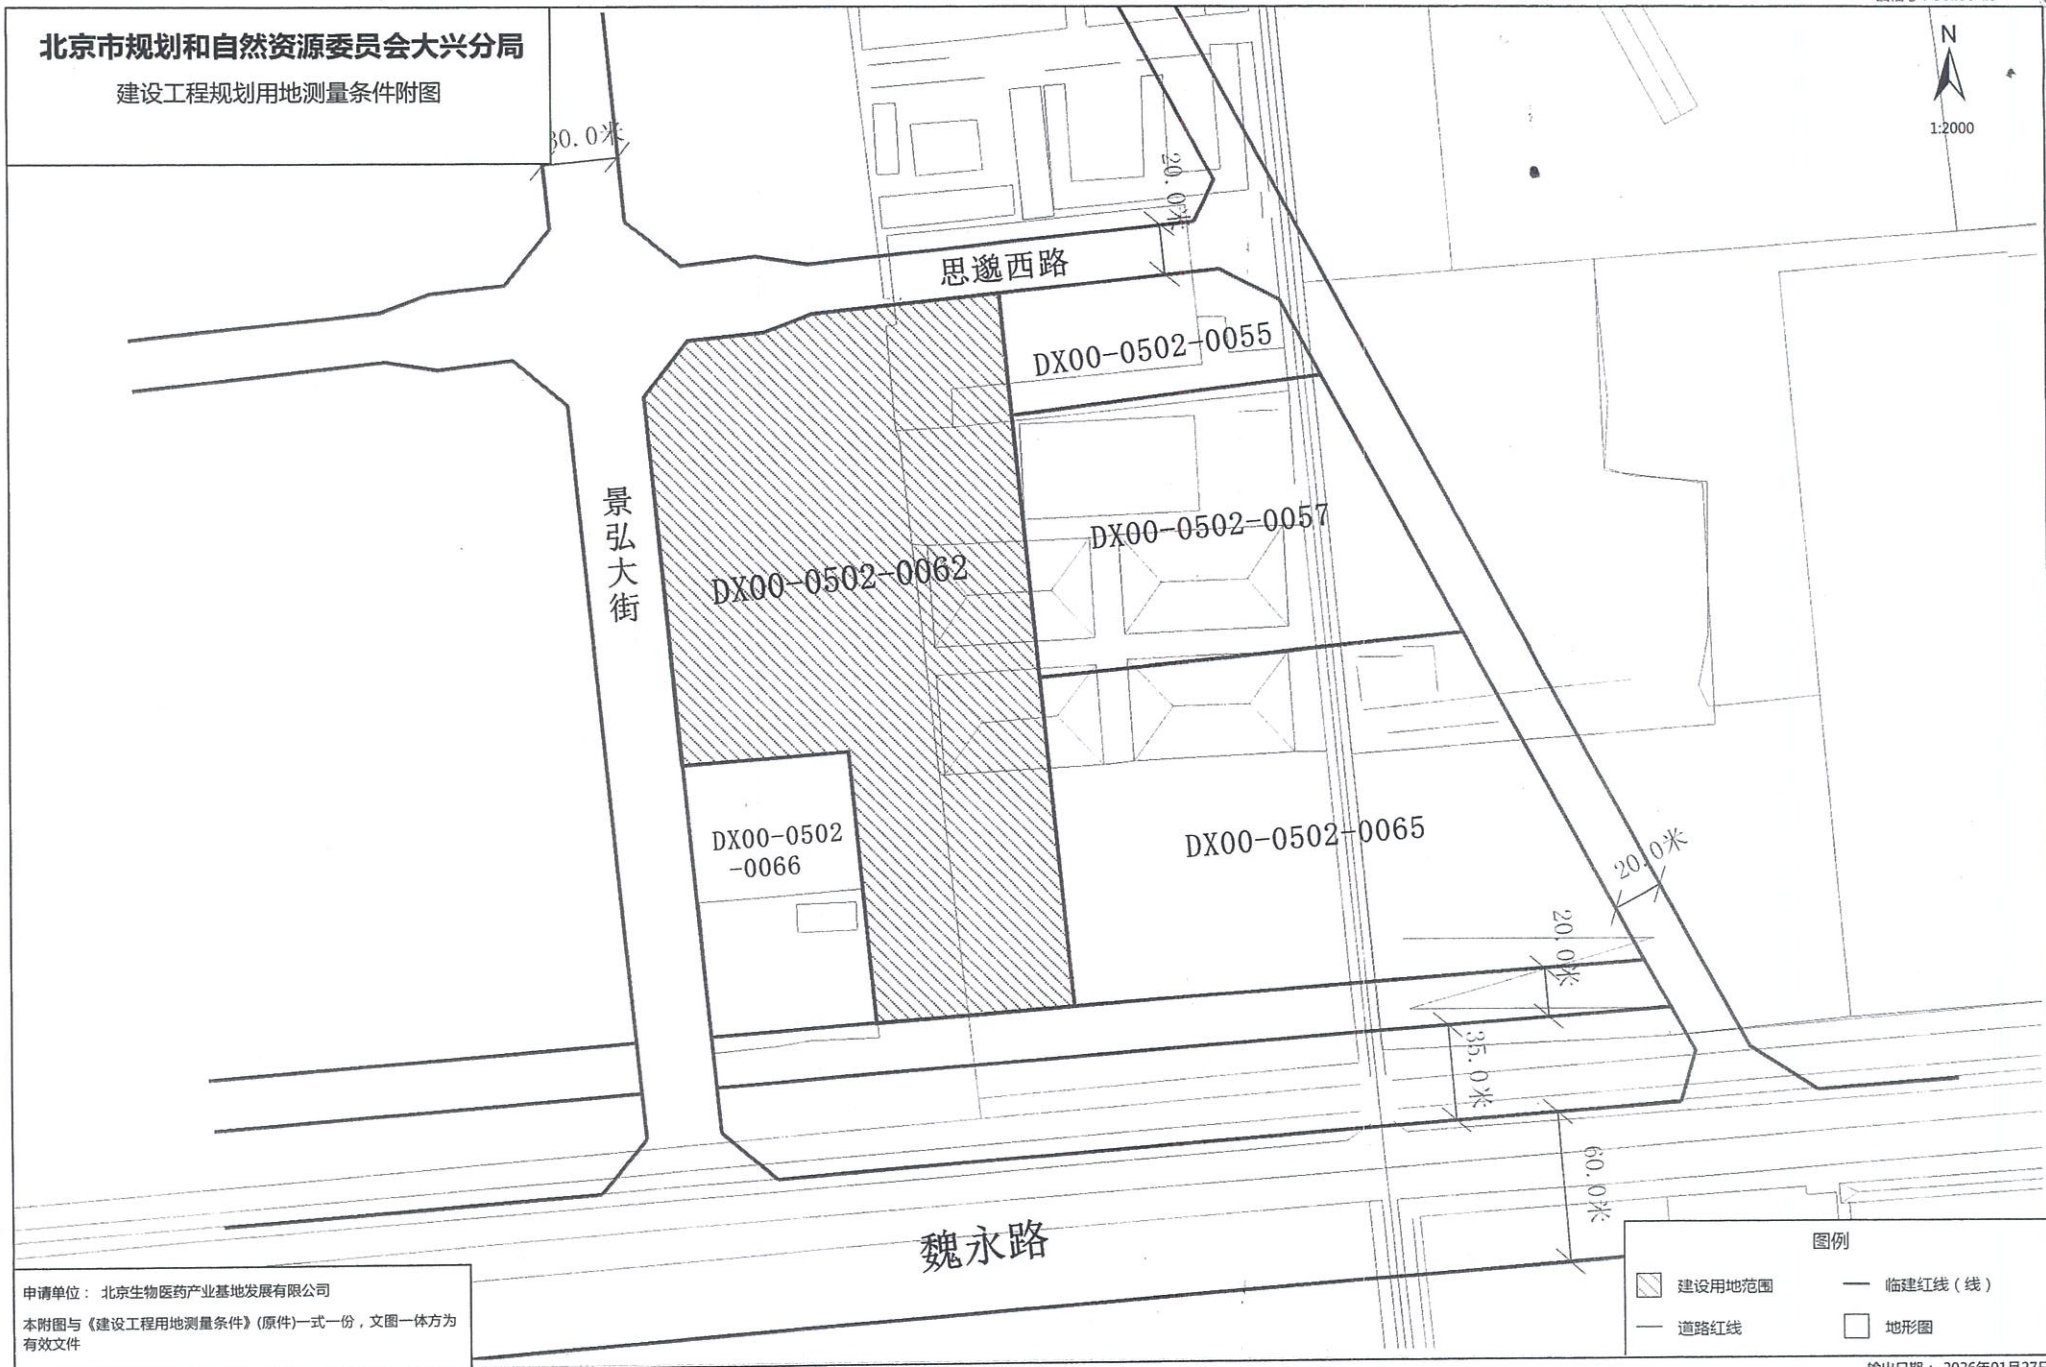 北京市规划和自然资源委员会大兴分局
建设工程规划用地测量条件附图
N
1:2000
30.0米
20.0米
思邈西路
DX00-0502-0055
景弘大街
DX00-0502-0057
DX00-0502-0062
DX00-0502
-0066
DX00-0502-0065
20.0米
20.0米
35.0米
60.0米
魏永路
申请单位：北京生物医药产业基地发展有限公司
本附图与《建设工程用地测量条件》(原件)一式一份，文图一体方为
有效文件
图例
建设用地范围
临建红线（线）
道路红线
地形图